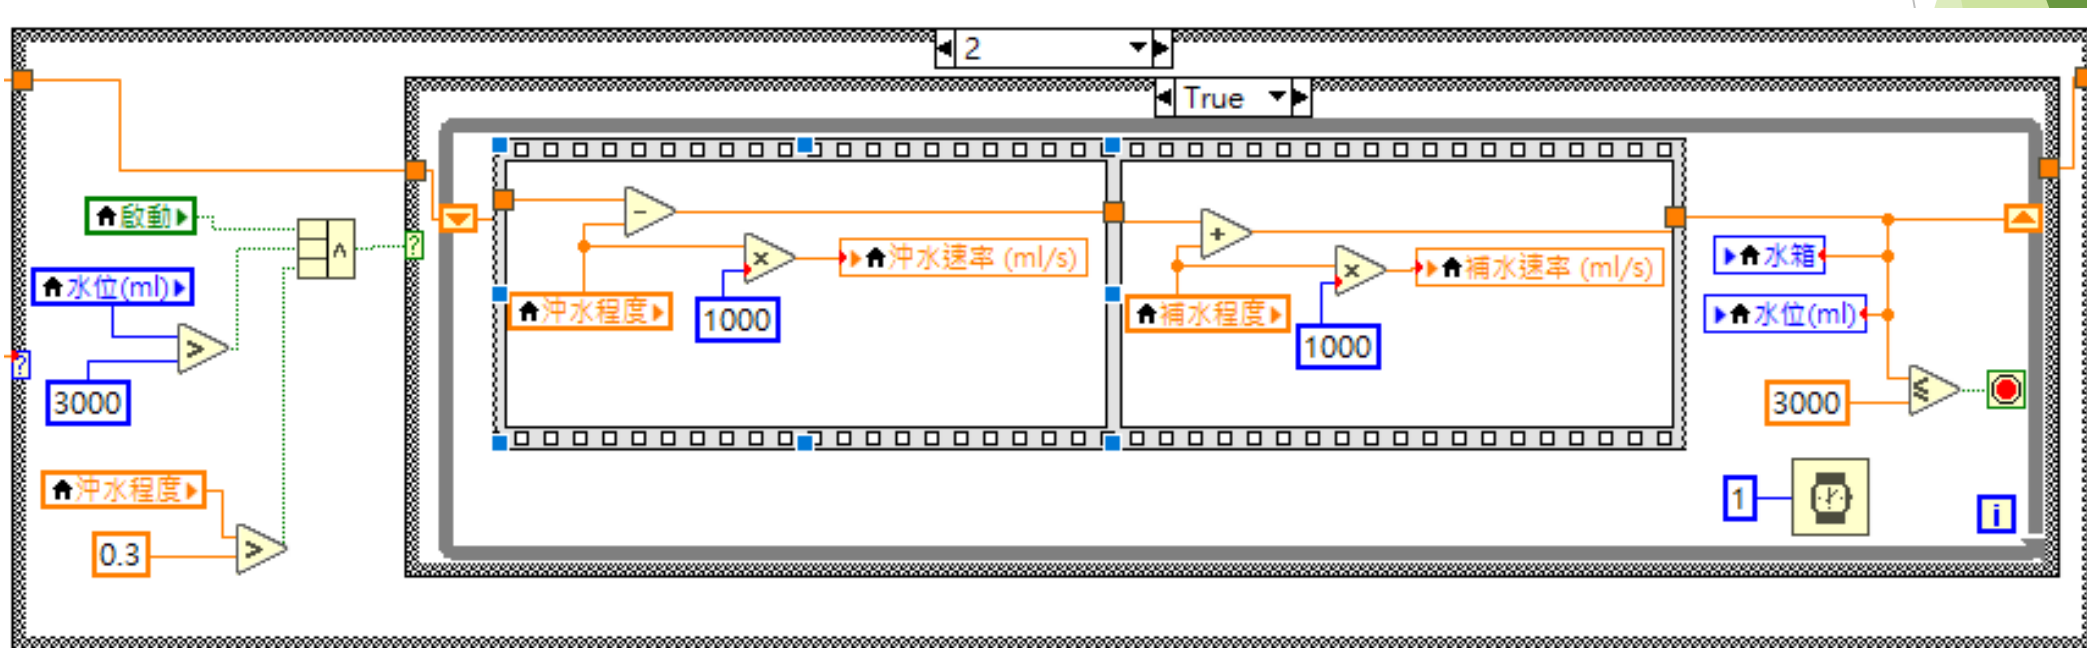 2
True
啟動
水位(ml)
3000
沖水程度
0.3
沖水程度
1000
沖水速率 (ml/s)
補水程度
1000
補水速率 (ml/s)
水箱
水位(ml)
3000
1
i